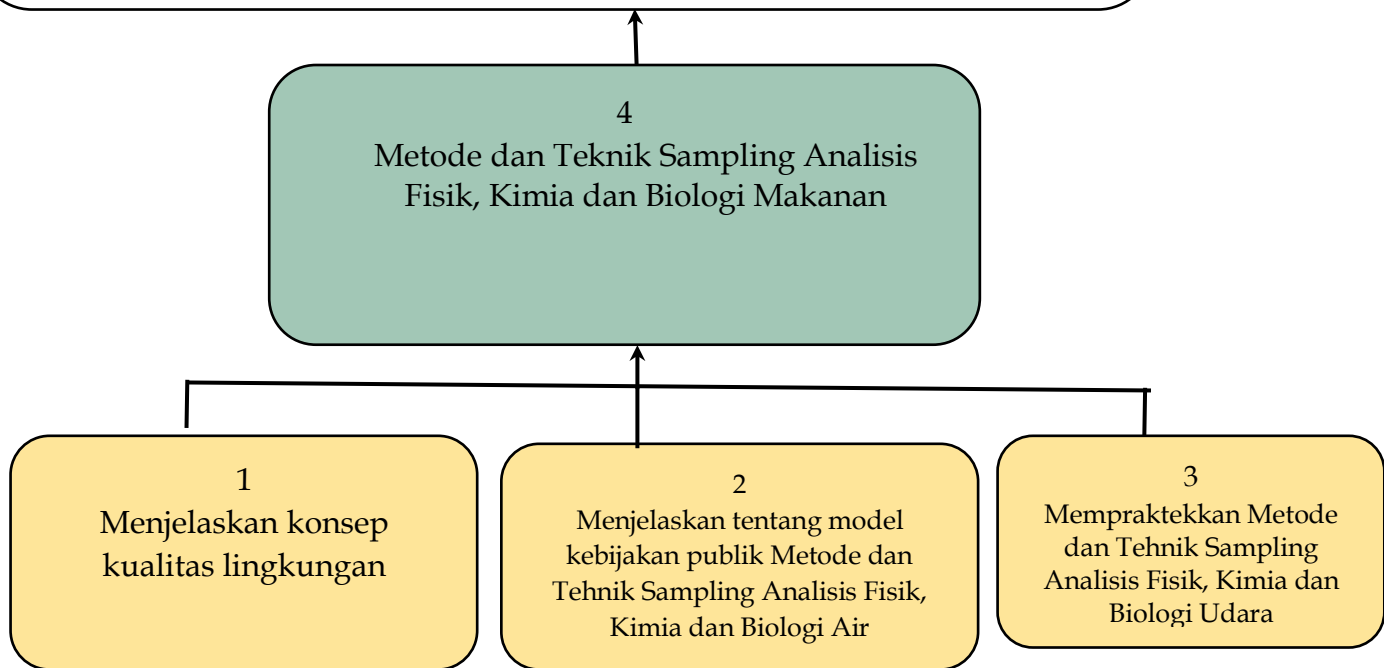 4
Metode dan Teknik Sampling Analisis
Fisik, Kimia dan Biologi Makanan
1
Menjelaskan konsep
kualitas lingkungan
2
Menjelaskan tentang model
kebijakan publik Metode dan
Tehnik Sampling Analisis Fisik,
Kimia dan Biologi Air
3
Mempraktekkan Metode
dan Tehnik Sampling
Analisis Fisik, Kimia dan
Biologi Udara